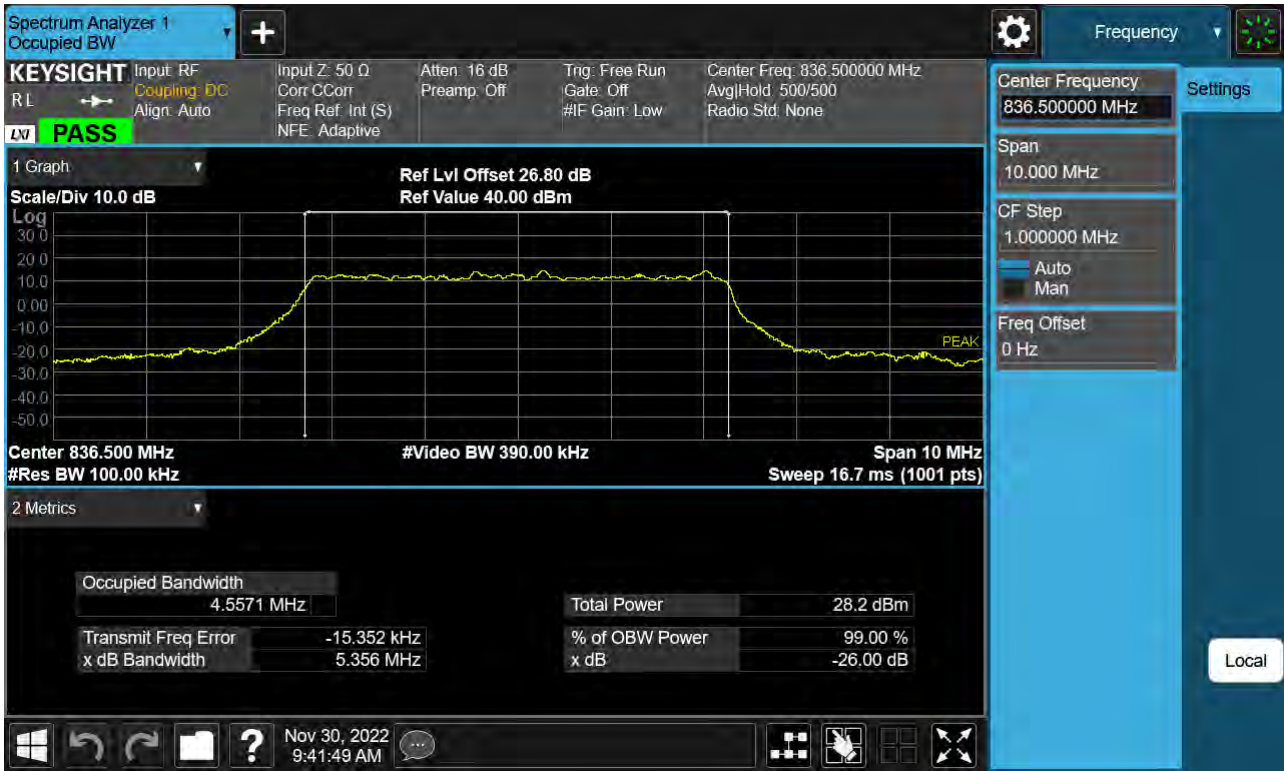 Spectrum Analyzer 1
Occupied BW
+
Frequency
KEYSIGHT
R L
LXI
PASS
Input: RF
Coupling: DC
Align: Auto
Input Z: 50 Ω
Corr CCorr
Freq Ref: Int (S)
NFE: Adaptive
Atten: 16 dB
Preamp: Off
Trig: Free Run
Gate: Off
#IF Gain: Low
Center Freq: 836.500000 MHz
Avg|Hold: 500/500
Radio Std: None
Center Frequency
836.500000 MHz
Settings
Span
10.000 MHz
CF Step
1.000000 MHz
Auto
Man
Freq Offset
0 Hz
Local
1 Graph
Scale/Div 10.0 dB
Ref Lvl Offset 26.80 dB
Ref Value 40.00 dBm
Log
30.0
20.0
10.0
0.00
-10.0
-20.0
-30.0
-40.0
-50.0
PEAK
Center 836.500 MHz
#Video BW 390.00 kHz
Span 10 MHz
#Res BW 100.00 kHz
Sweep 16.7 ms (1001 pts)
2 Metrics
Occupied Bandwidth
4.5571 MHz
Total Power 28.2 dBm
Transmit Freq Error -15.352 kHz
% of OBW Power 99.00 %
x dB Bandwidth 5.356 MHz
x dB -26.00 dB
?
Nov 30, 2022
9:41:49 AM